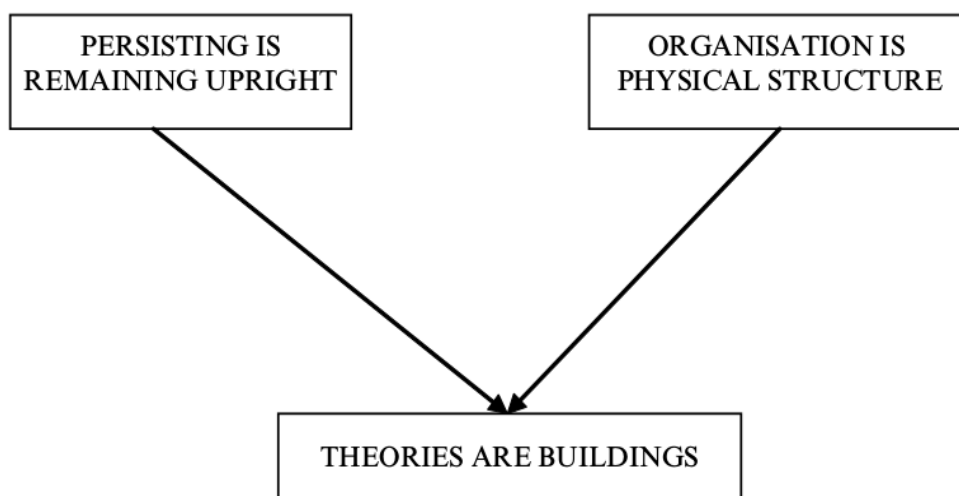 PERSISTING IS
REMAINING UPRIGHT
ORGANISATION IS
PHYSICAL STRUCTURE
THEORIES ARE BUILDINGS